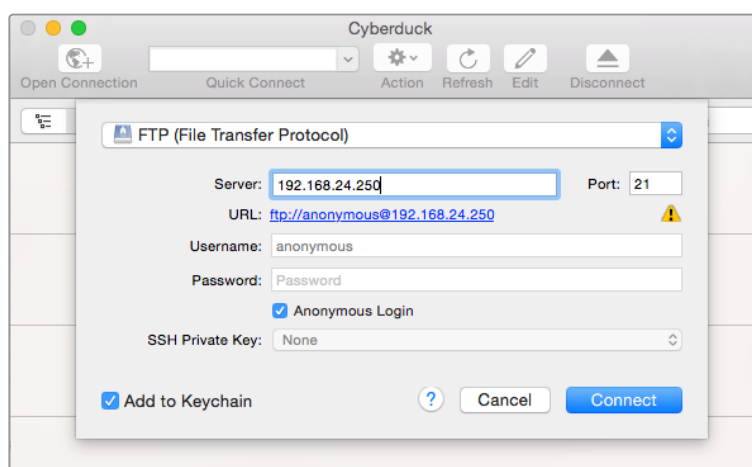 Cyberduck
Open Connection
Quick Connect
Action
Refresh
Edit
Disconnect
FTP (File Transfer Protocol)
Server: 192.168.24.250 Port: 21
URL: ftp://anonymous@192.168.24.250
Username: anonymous
Password: Password
Anonymous Login
SSH Private Key: None
Add to Keychain ? Cancel Connect